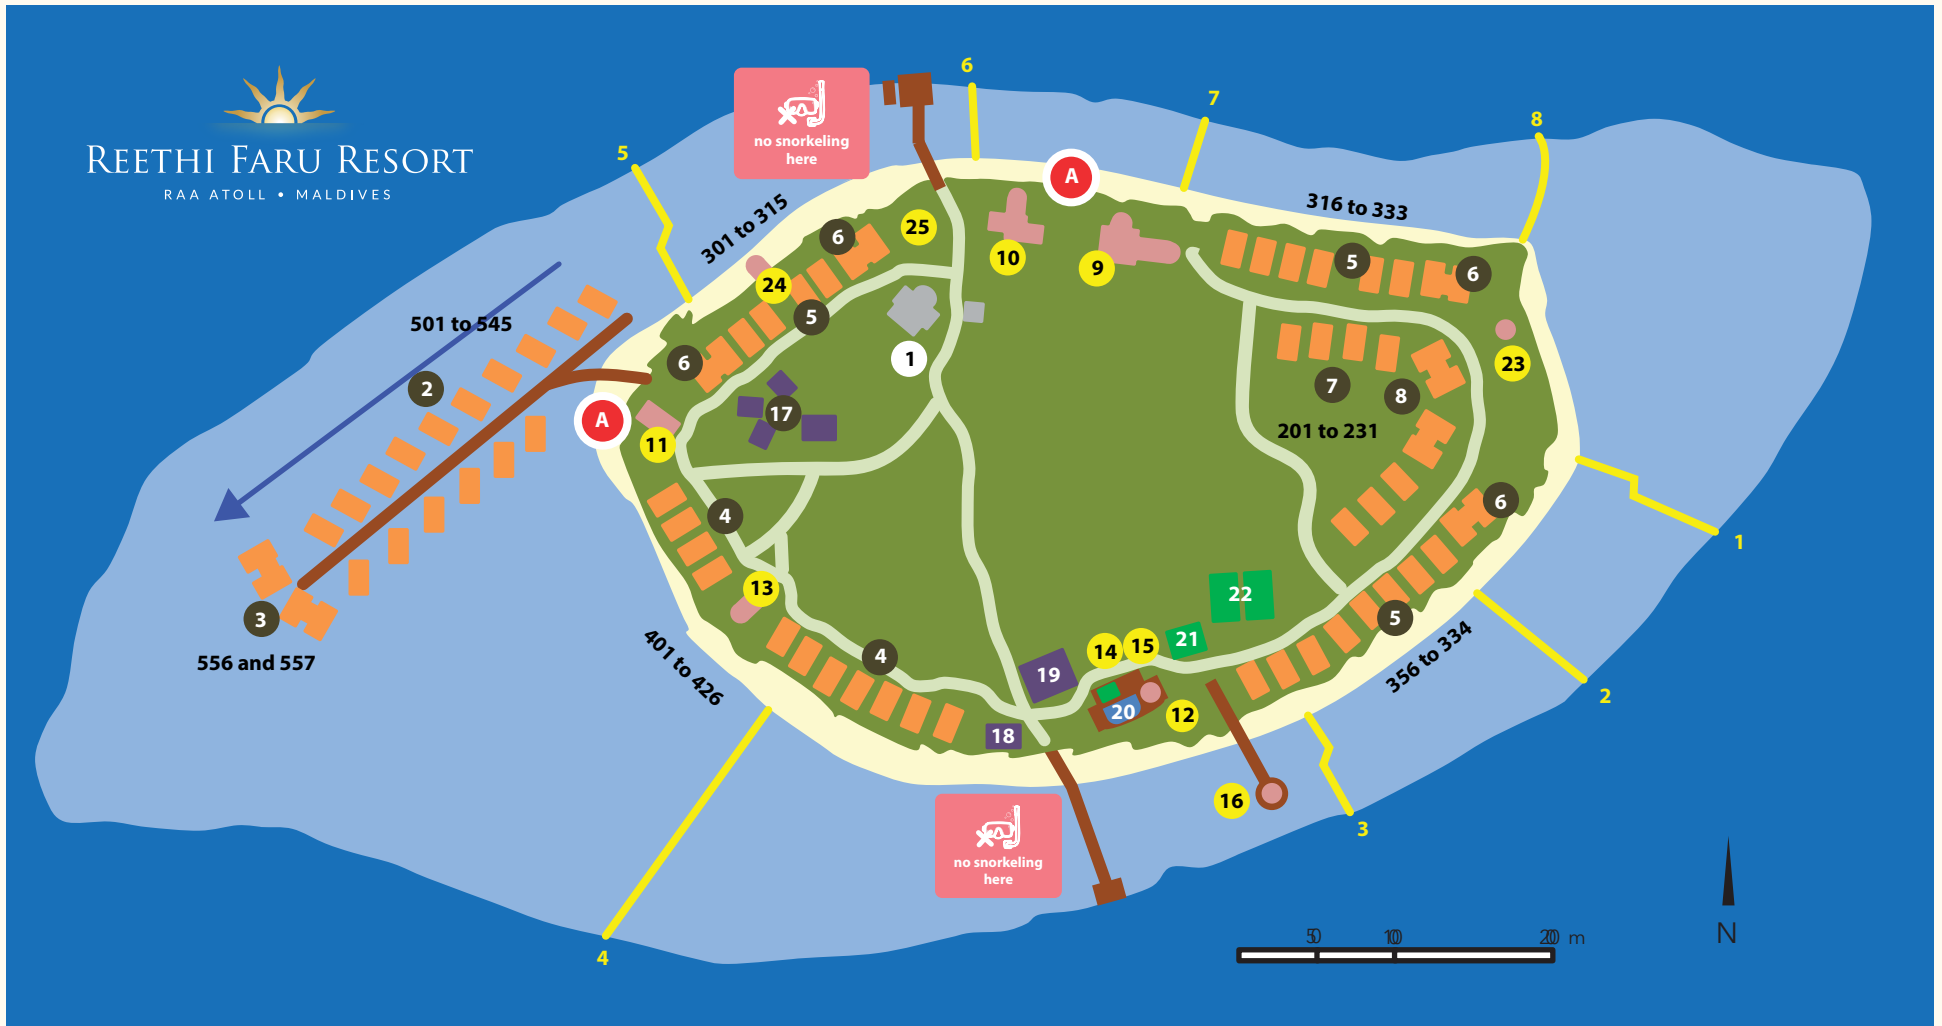 REETHI FARU RESORT
RAA ATOLL • MALDIVES
no snorkeling
here
6
7
8
5
A
316 to 333
301 to 315
6
25
10
9
5
6
24
5
501 to 545
1
6
23
2
7
8
17
A
11
201 to 231
6
4
1
13
22
3
556 and 557
401 to 426
4
14
15
21
5
356 to 334
19
2
20
12
18
16
3
no snorkeling
here
4
N
50 100 200 m